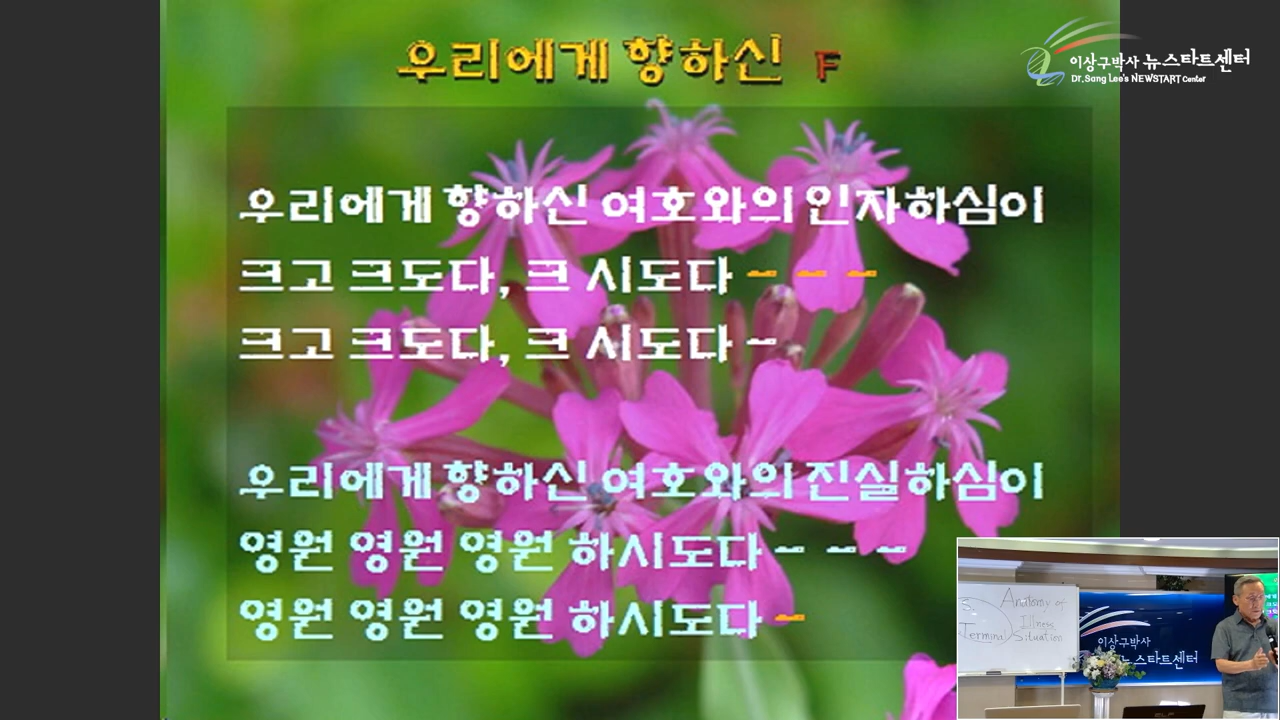 우리에게 향하신 F
이상구박사 뉴스타트센터
Dr. Sang Lee's NEWSTART Center
우리에게 향하신 여호와의 인자하심이
크고 크도다, 크 시도다 - - -
크고 크도다, 크 시도다 -
우리에게 향하신 여호와의 진실하심이
영원 영원 영원 하시도다 - - -
영원 영원 영원 하시도다 -
Anatomy of
Illness
Terminal Situation
이상구박사
뉴스타트센터